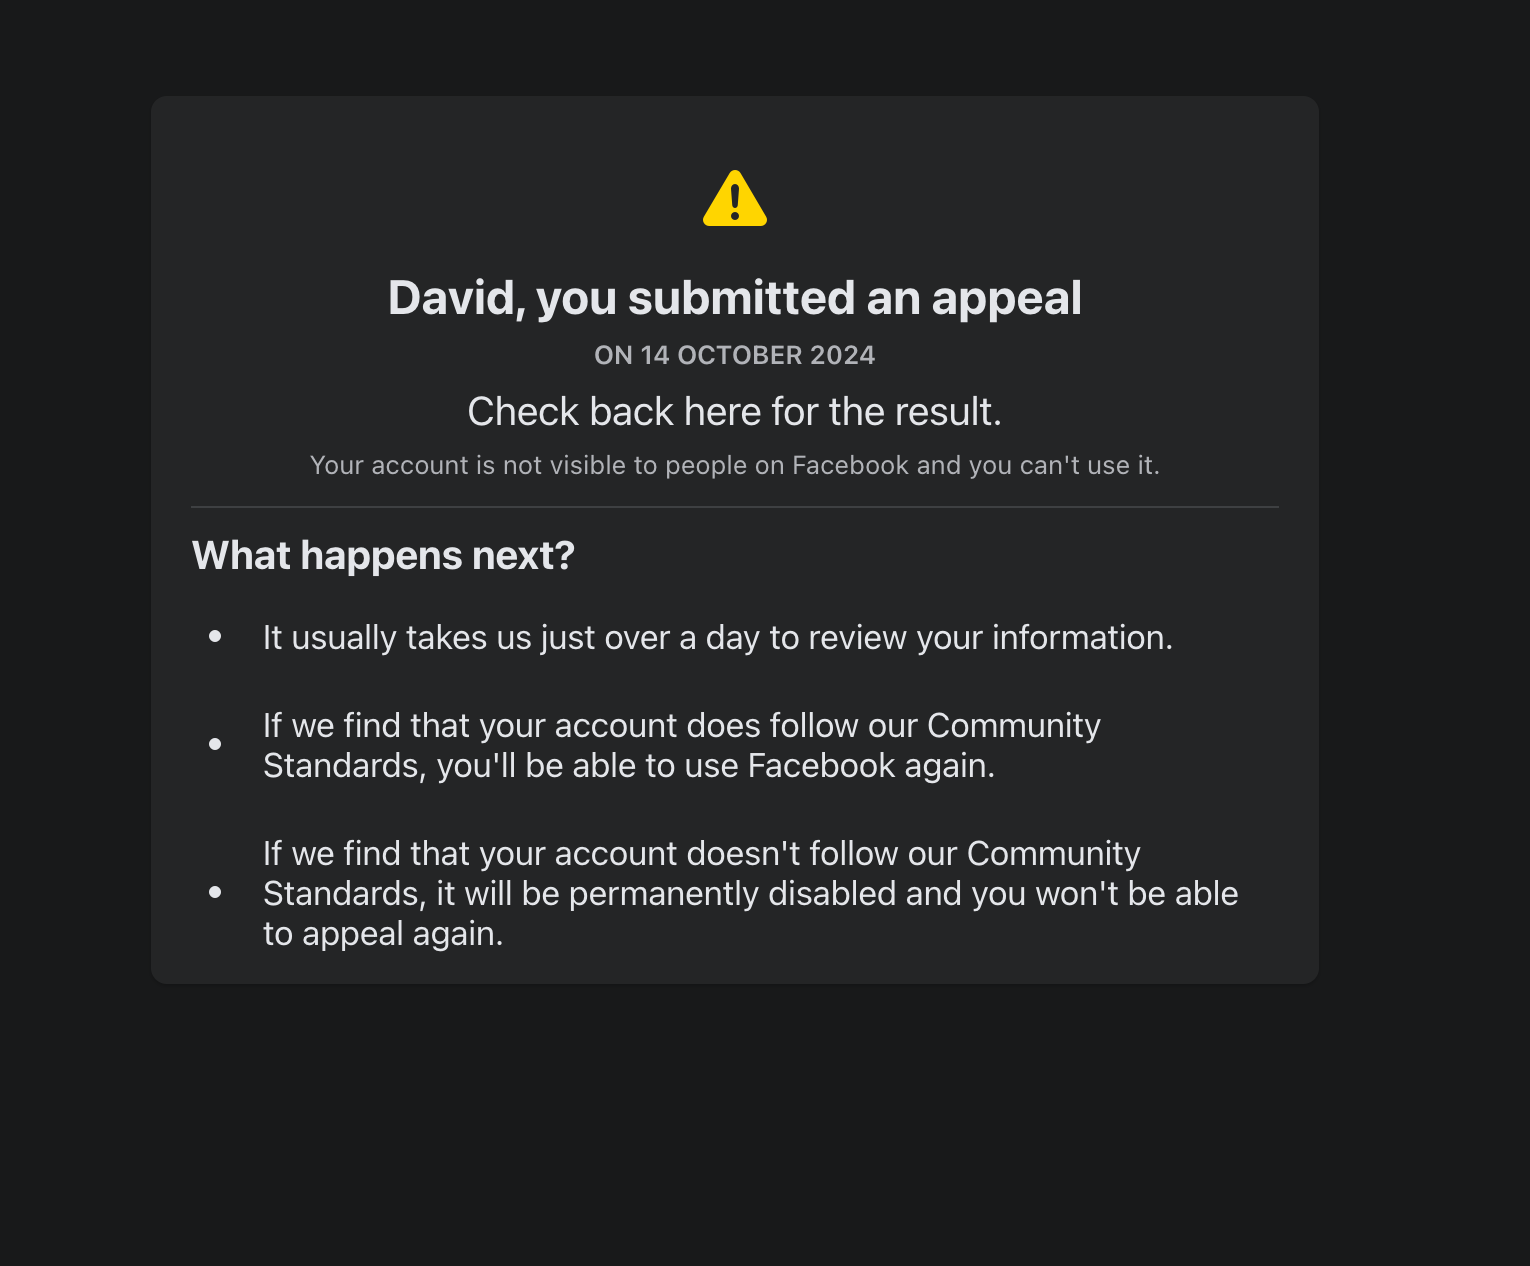 David, you submitted an appeal
ON 14 OCTOBER 2024
Check back here for the result.
Your account is not visible to people on Facebook and you can't use it.
What happens next?
It usually takes us just over a day to review your information.
If we find that your account does follow our Community
Standards, you'll be able to use Facebook again.
If we find that your account doesn't follow our Community
Standards, it will be permanently disabled and you won't be able
to appeal again.